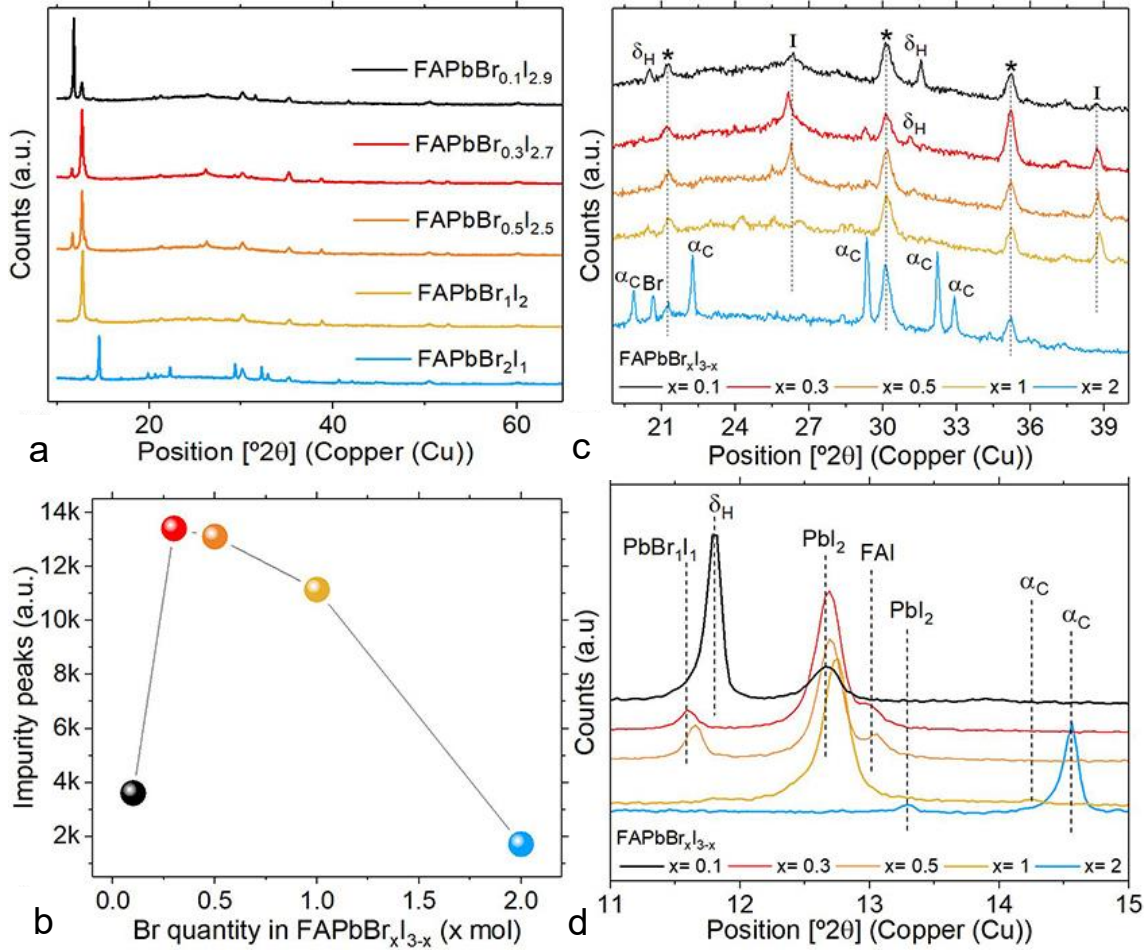 FAPbBr0.1I2.9
FAPbBr0.3I2.7
FAPbBr0.5I2.5
FAPbBr1I2
FAPbBr2I1
Counts (a.u.)
20 40 60
a
Position [º2θ] (Copper (Cu))
δH * I * δH * I
δH
αC Br αC αC αC αC
Counts (a.u.)
FAPbBrxI3-x
x= 0.1 x= 0.3 x= 0.5 x= 1 x= 2
21 24 27 30 33 36 39
c
Position [º2θ] (Copper (Cu))
14k
12k
10k
8k
6k
4k
2k
Impurity peaks (a.u.)
0.0 0.5 1.0 1.5 2.0
b
Br quantity in FAPbBrxI3-x (x mol)
δH
PbBr1I1 PbI2 FAI
PbI2 αC αC
Counts (a.u)
FAPbBrxI3-x
x= 0.1 x= 0.3 x= 0.5 x= 1 x= 2
11 12 13 14 15
d
Position [º2θ] (Copper (Cu))